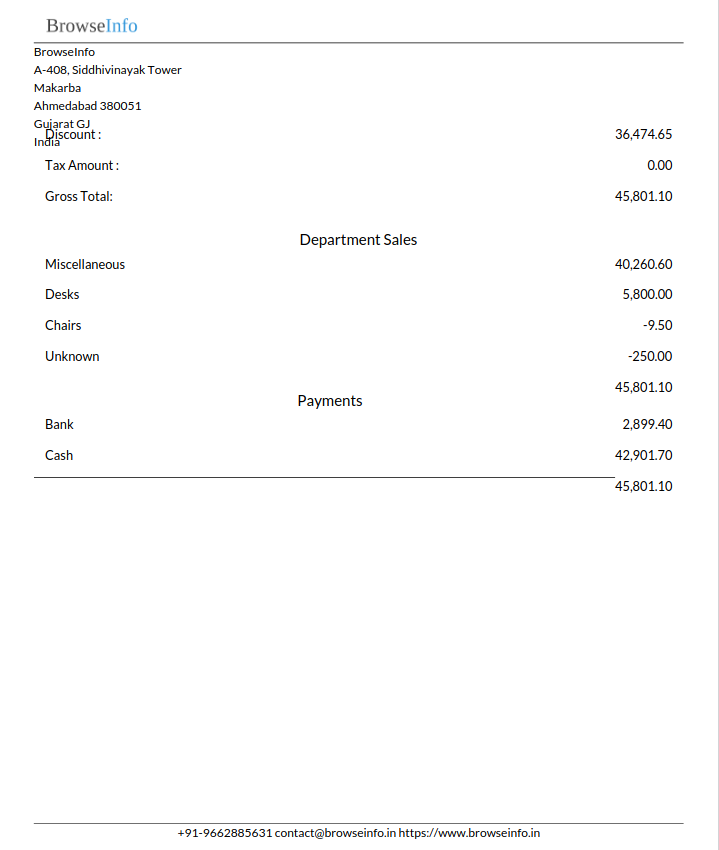 BrowseInfo
BrowseInfo
A-408, Siddhivinayak Tower
Makarba
Ahmedabad 380051
Gujarat GJ
India
Discount : 36,474.65
Tax Amount : 0.00
Gross Total: 45,801.10
Department Sales
Miscellaneous 40,260.60
Desks 5,800.00
Chairs -9.50
Unknown -250.00
45,801.10
Payments
Bank 2,899.40
Cash 42,901.70
45,801.10
+91-9662885631 contact@browseinfo.in https://www.browseinfo.in